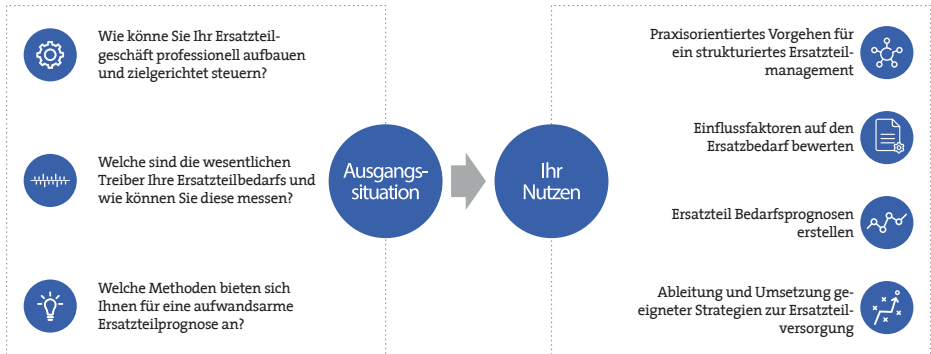 Wie könne Sie Ihr Ersatzteil-
geschäft professionell aufbauen
und zielgerichtet steuern?
Welche sind die wesentlichen
Treiber Ihre Ersatzteilbedarfs und
wie können Sie diese messen?
Welche Methoden bieten sich
Ihnen für eine aufwandsarme
Ersatzteilprognose an?
Ausgangs-
situation
Ihr
Nutzen
Praxisorientiertes Vorgehen für
ein strukturiertes Ersatzteil-
management
Einflussfaktoren auf den
Ersatzbedarf bewerten
Ersatzteil Bedarfsprognosen
erstellen
Ableitung und Umsetzung ge-
eigneter Strategien zur Ersatzteil-
versorgung